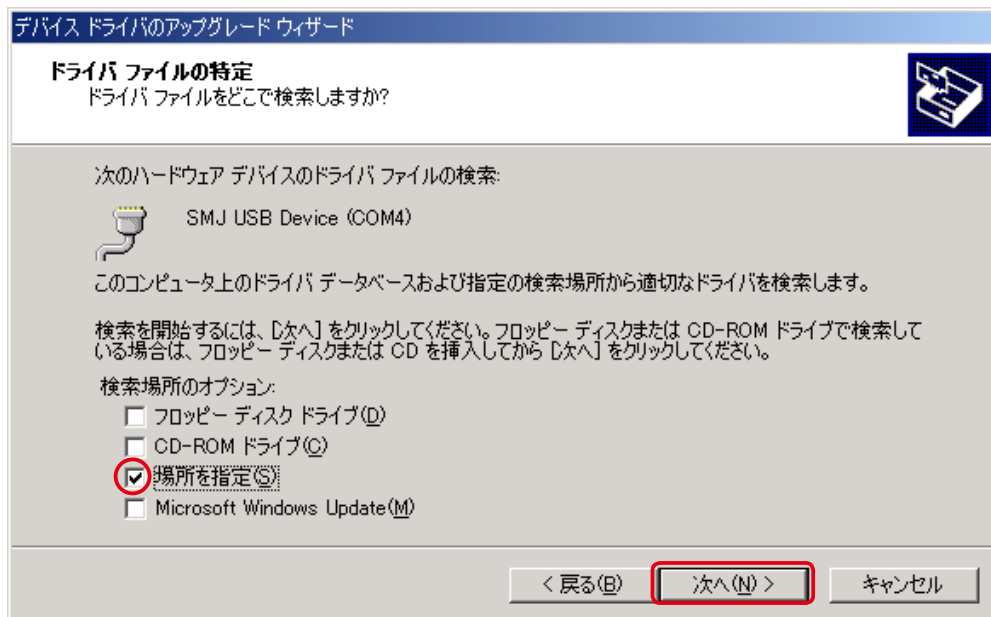 デバイス ドライバのアップグレード ウィザード
ドライバ ファイルの特定
ドライバ ファイルをどこで検索しますか?
次のハードウェア デバイスのドライバ ファイルの検索:
SMJ USB Device (COM4)
このコンピュータ上のドライバ データベースおよび指定の検索場所から適切なドライバを検索します。
検索を開始するには、[次へ] をクリックしてください。フロッピー ディスクまたは CD-ROM ドライブで検索して
いる場合は、フロッピー ディスクまたは CD を挿入してから [次へ] をクリックしてください。
検索場所のオプション:
フロッピー ディスク ドライブ(D)
CD-ROM ドライブ(C)
場所を指定(S)
Microsoft Windows Update(M)
< 戻る(B) 次へ(N) > キャンセル